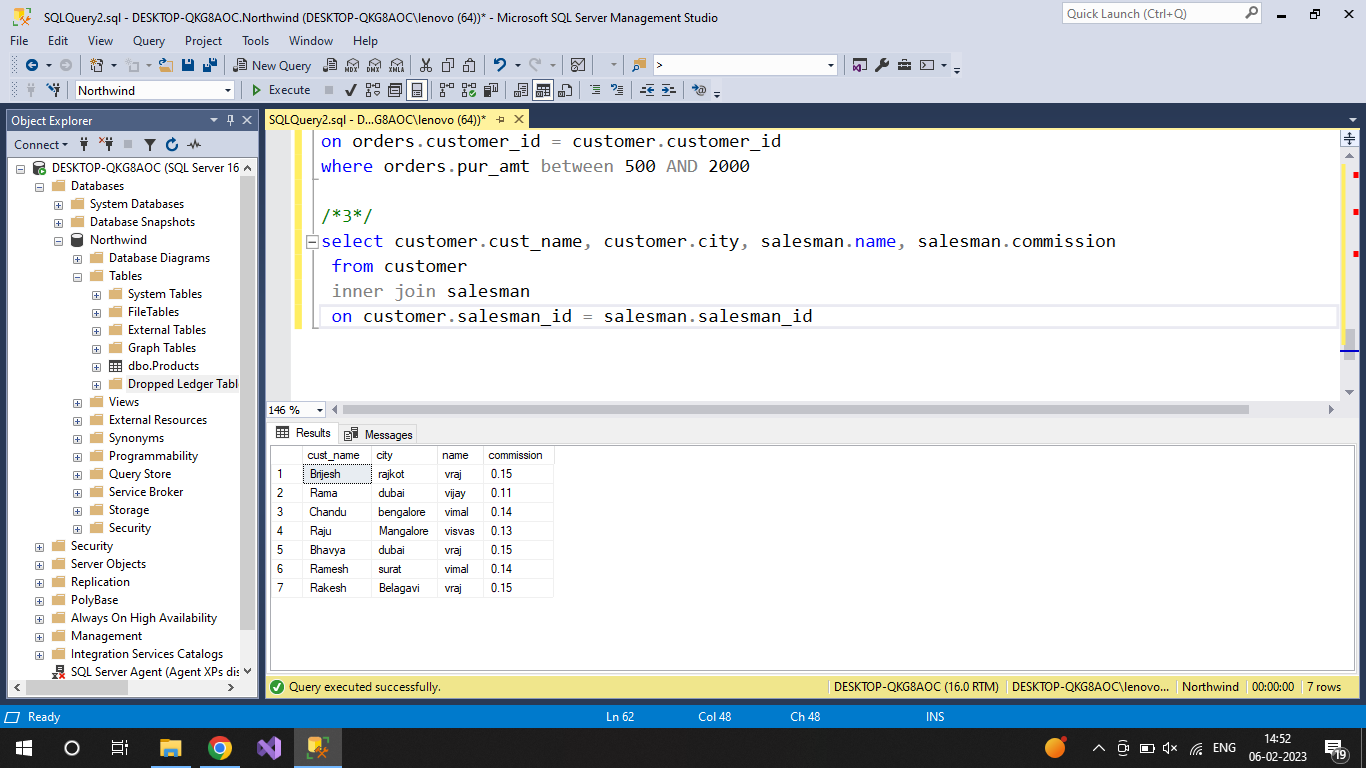 SQLQuery2.sql - DESKTOP-QKG8AOC.Northwind (DESKTOP-QKG8AOC\lenovo (64))* - Microsoft SQL Server Management Studio
Quick Launch (Ctrl+Q)
File Edit View Query Project Tools Window Help
New Query MDX DMX XMLA >
Northwind Execute
Object Explorer
SQLQuery2.sql - D...G8AOC\lenovo (64))*
Connect
DESKTOP-QKG8AOC (SQL Server 16
Databases
System Databases
Database Snapshots
Northwind
Database Diagrams
Tables
System Tables
FileTables
External Tables
Graph Tables
dbo.Products
Dropped Ledger Tabl
Views
External Resources
Synonyms
Programmability
Query Store
Service Broker
Storage
Security
Security
Server Objects
Replication
PolyBase
Always On High Availability
Management
Integration Services Catalogs
SQL Server Agent (Agent XPs dis
on orders.customer_id = customer.customer_id
where orders.pur_amt between 500 AND 2000
/*3*/
select customer.cust_name, customer.city, salesman.name, salesman.commission
from customer
inner join salesman
on customer.salesman_id = salesman.salesman_id
146 %
Results Messages
cust_name city name commission
1 Brijesh rajkot vraj 0.15
2 Rama dubai vijay 0.11
3 Chandu bengalore vimal 0.14
4 Raju Mangalore visvas 0.13
5 Bhavya dubai vraj 0.15
6 Ramesh surat vimal 0.14
7 Rakesh Belagavi vraj 0.15
Query executed successfully. DESKTOP-QKG8AOC (16.0 RTM) DESKTOP-QKG8AOC\lenovo... Northwind 00:00:00 7 rows
Ready Ln 62 Col 48 Ch 48 INS
ENG 14:52
06-02-2023
19